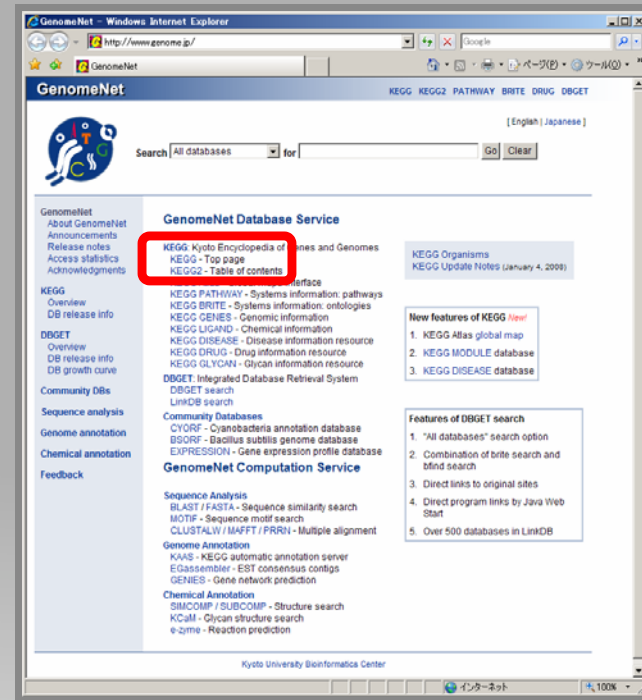 GenomeNet - Windows Internet Explorer
http://www.genome.jp/
Google
GenomeNet
ページ(P)
ツール(O)
GenomeNet
KEGG KEGG2 PATHWAY BRITE DRUG DBGET
[ English | Japanese ]
Search All databases for Go Clear
GenomeNet
About GenomeNet
Announcements
Release notes
Access statistics
Acknowledgments
KEGG
Overview
DB release info
DBGET
Overview
DB release info
DB growth curve
Community DBs
Sequence analysis
Genome annotation
Chemical annotation
Feedback
GenomeNet Database Service
KEGG: Kyoto Encyclopedia of Genes and Genomes
KEGG - Top page
KEGG2 - Table of contents
KEGG PATHWAY - Systems information: pathways
KEGG BRITE - Systems information: ontologies
KEGG GENES - Genomic information
KEGG LIGAND - Chemical information
KEGG DISEASE - Disease information resource
KEGG DRUG - Drug information resource
KEGG GLYCAN - Glycan information resource
DBGET: Integrated Database Retrieval System
DBGET search
LinkDB search
Community Databases
CYORF - Cyanobacteria annotation database
BSORF - Bacillus subtilis genome database
EXPRESSION - Gene expression profile database
GenomeNet Computation Service
Sequence Analysis
BLAST / FASTA - Sequence similarity search
MOTIF - Sequence motif search
CLUSTALW / MAFFT / PRRN - Multiple alignment
Genome Annotation
KAAS - KEGG automatic annotation server
EGassembler - EST consensus contigs
GENIES - Gene network prediction
Chemical Annotation
SIMCOMP / SUBCOMP - Structure search
KCaM - Glycan structure search
e-zyme - Reaction prediction
KEGG Organisms
KEGG Update Notes (January 4, 2008)
New features of KEGG New!
1. KEGG Atlas global map
2. KEGG MODULE database
3. KEGG DISEASE database
Features of DBGET search
1. "All databases" search option
2. Combination of brite search and
bfind search
3. Direct links to original sites
4. Direct program links by Java Web
Start
5. Over 500 databases in LinkDB
Kyoto University Bioinformatics Center
インターネット
100%